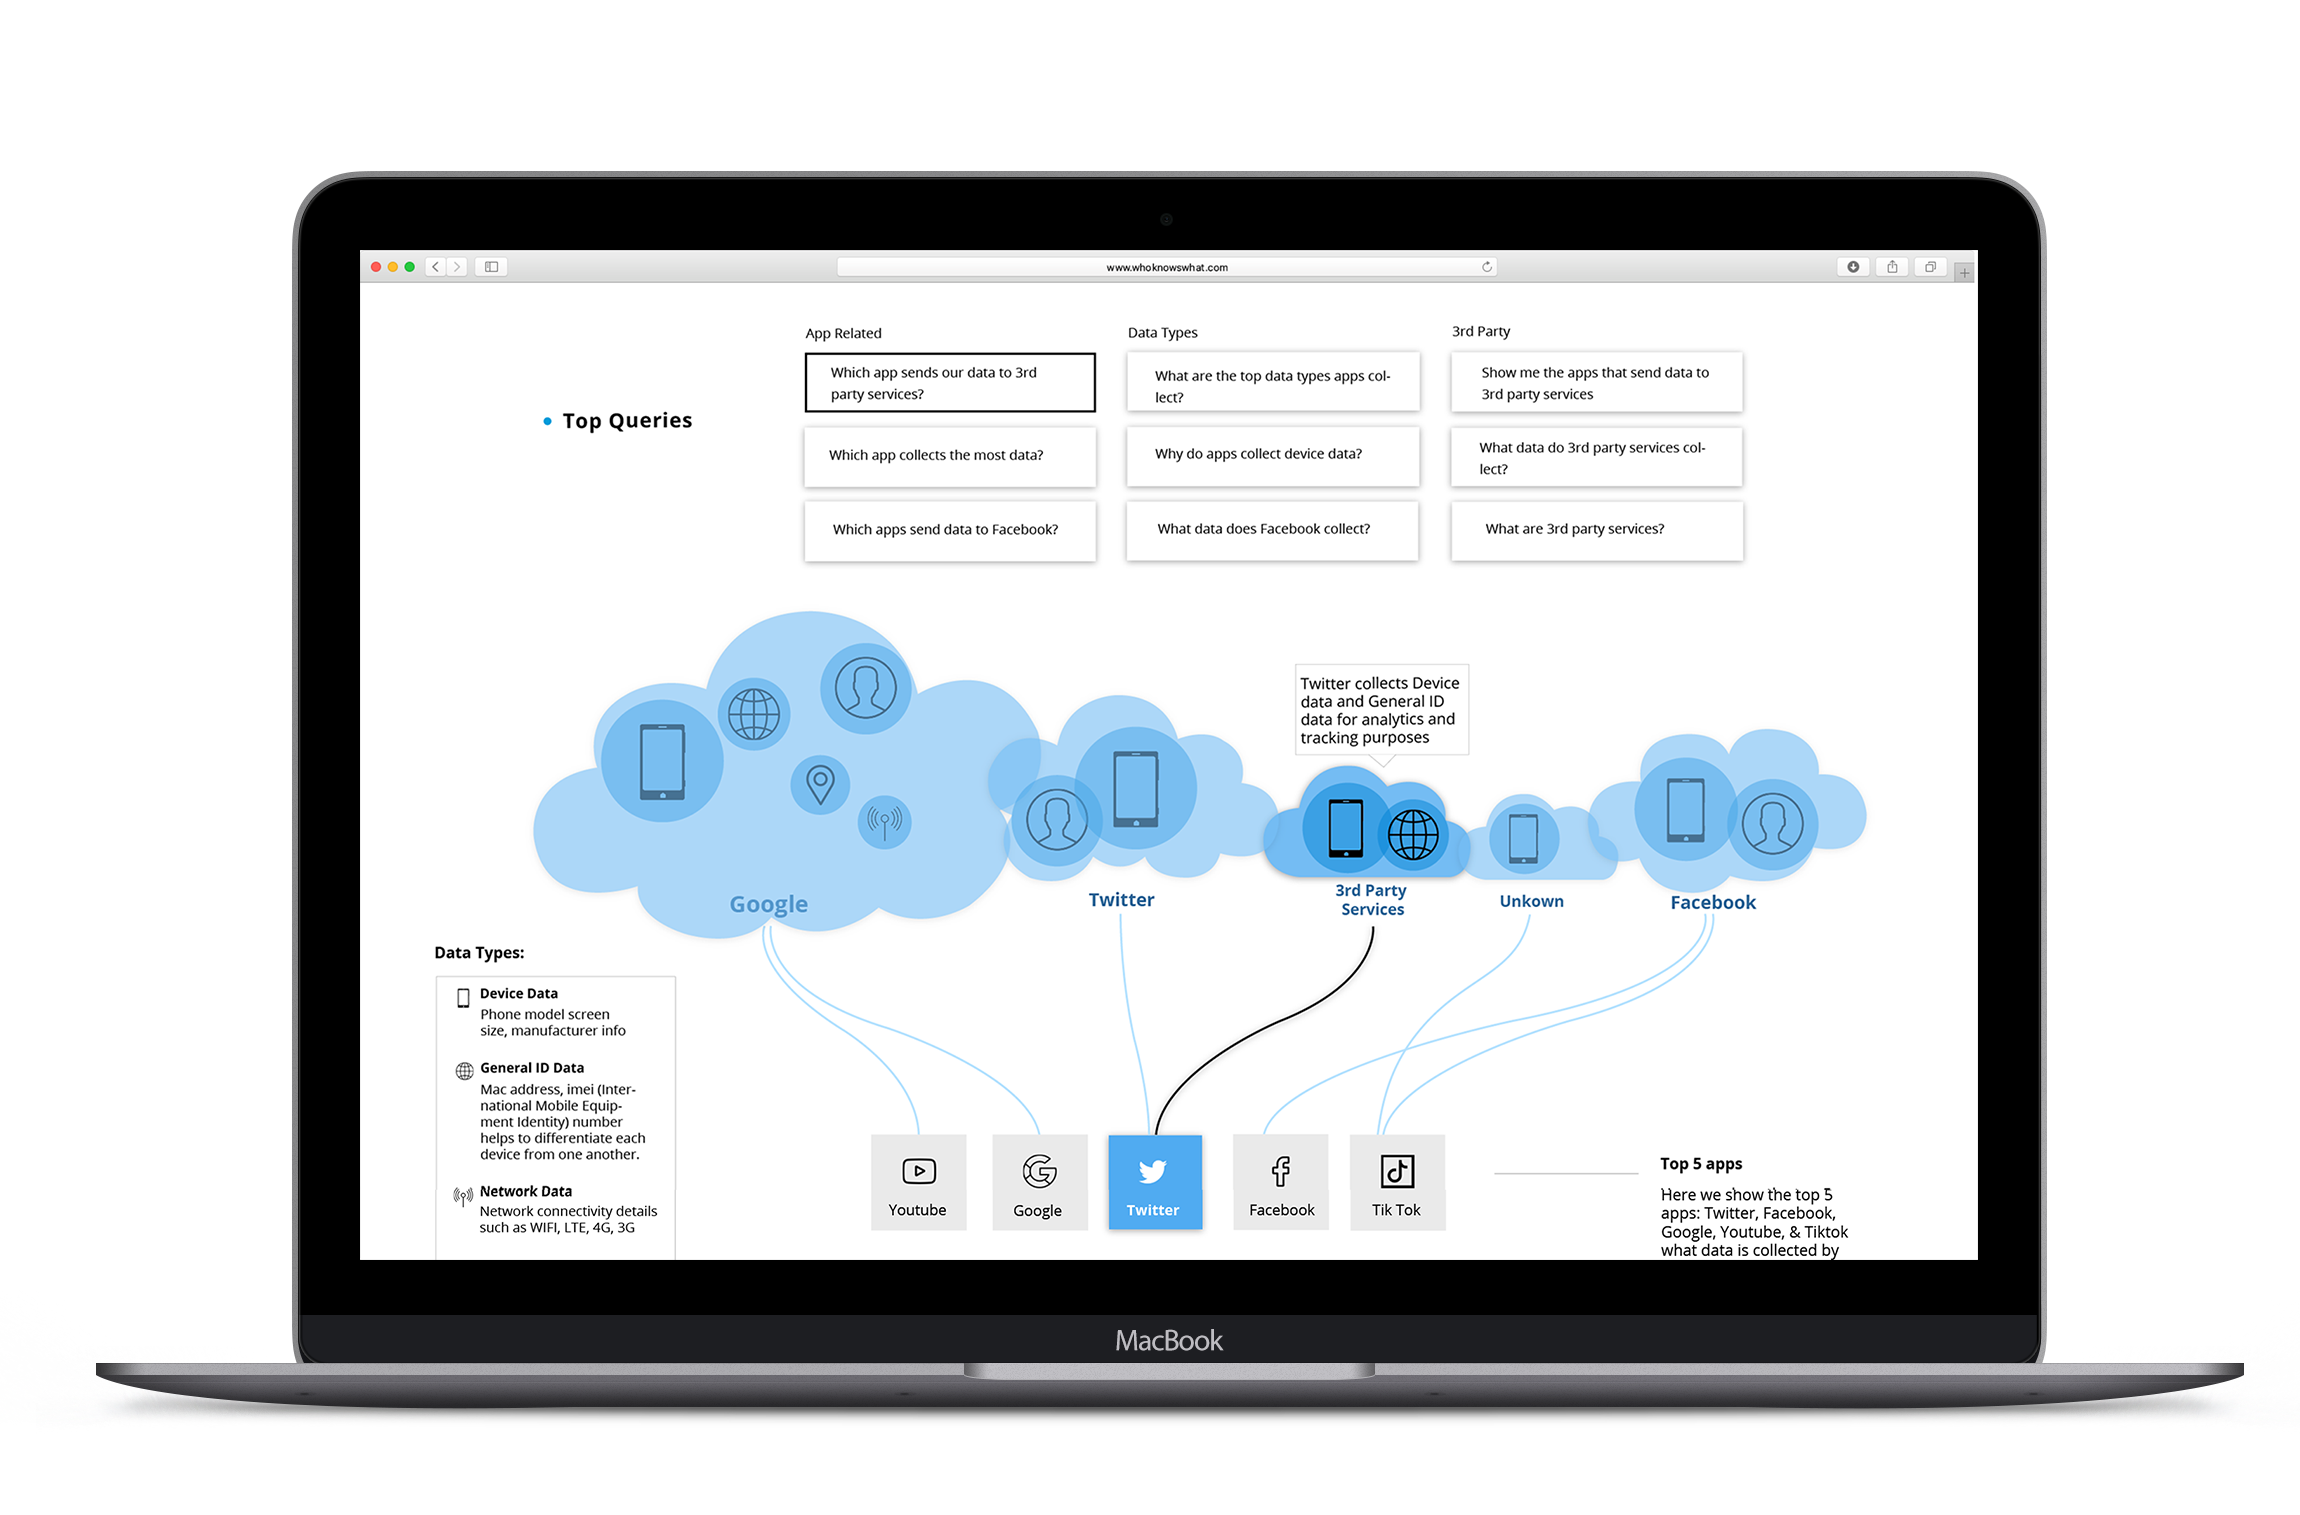 www.whoknowswhat.com
App Related
Data Types
3rd Party
Which app sends our data to 3rd
party services?
What are the top data types apps col-
lect?
Show me the apps that send data to
3rd party services
• Top Queries
Which app collects the most data?
Why do apps collect device data?
What data do 3rd party services col-
lect?
Which apps send data to Facebook?
What data does Facebook collect?
What are 3rd party services?
Twitter collects Device
data and General ID
data for analytics and
tracking purposes
Google
Twitter
3rd Party
Services
Unkown
Facebook
Data Types:
Device Data
Phone model screen
size, manufacturer info
General ID Data
Mac address, imei (Inter-
national Mobile Equip-
ment Identity) number
helps to differentiate each
device from one another.
Network Data
Network connectivity details
such as WIFI, LTE, 4G, 3G
Youtube
Google
Twitter
Facebook
Tik Tok
Top 5 apps
Here we show the top 5
apps: Twitter, Facebook,
Google, Youtube, & Tiktok
what data is collected by
MacBook